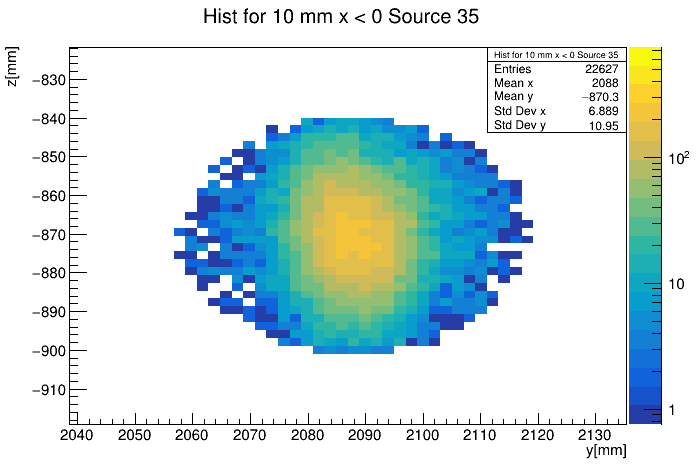 Hist for 10 mm x < 0 Source 35
z[mm]
Hist for 10 mm x < 0 Source 35
Entries 22627
Mean x 2088
Mean y −870.3
Std Dev x 6.889
Std Dev y 10.95
−830
−840
−850
−860
−870
−880
−890
−900
−910
10²
10
1
2040 2050 2060 2070 2080 2090 2100 2110 2120 2130
y[mm]